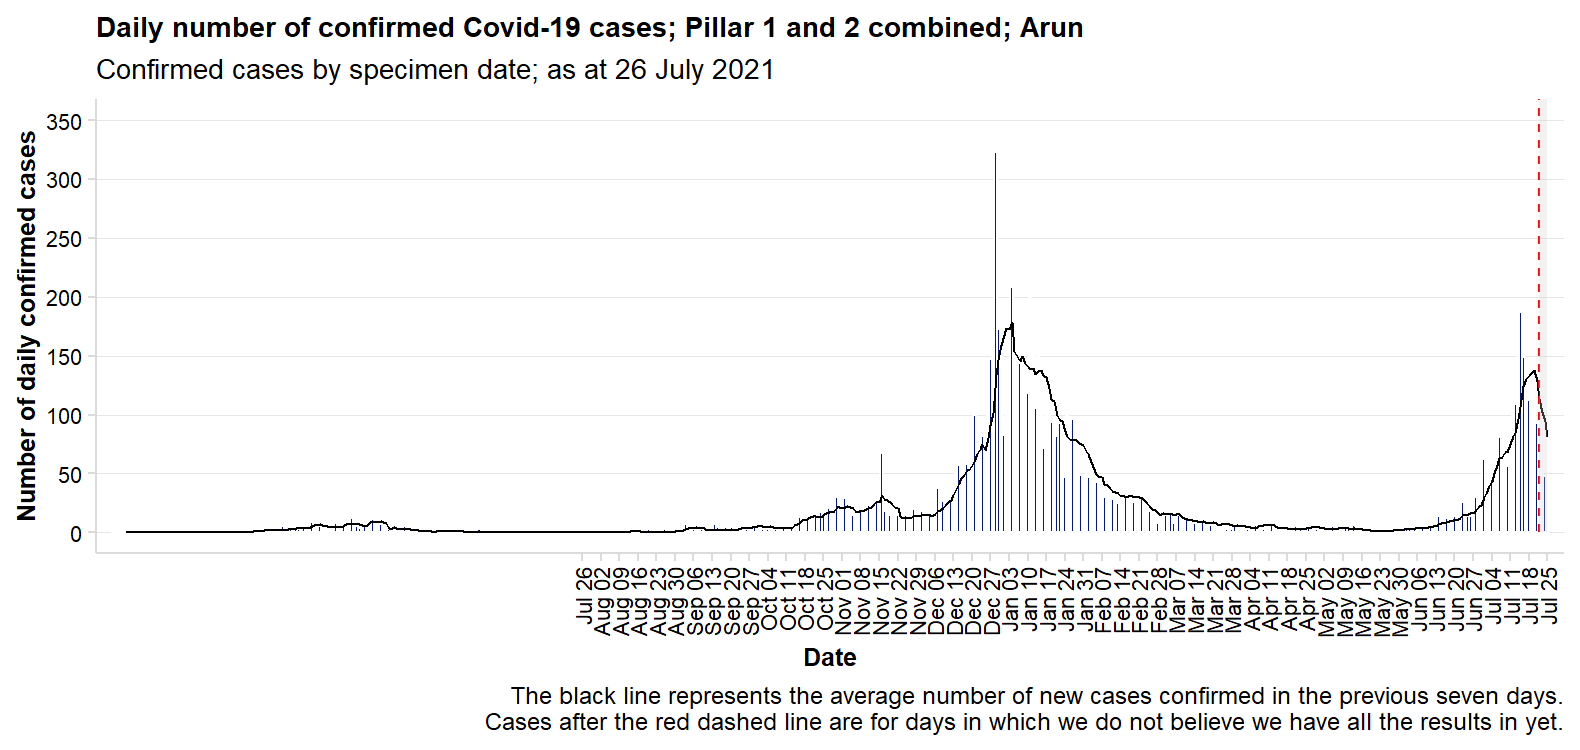 Daily number of confirmed Covid-19 cases; Pillar 1 and 2 combined; Arun
Confirmed cases by specimen date; as at 26 July 2021
Number of daily confirmed cases
350
300
250
200
150
100
50
0
Jul 26
Aug 02
Aug 09
Aug 16
Aug 23
Aug 30
Sep 06
Sep 13
Sep 20
Sep 27
Oct 04
Oct 11
Oct 18
Oct 25
Nov 01
Nov 08
Nov 15
Nov 22
Nov 29
Dec 06
Dec 13
Dec 20
Dec 27
Jan 03
Jan 10
Jan 17
Jan 24
Jan 31
Feb 07
Feb 14
Feb 21
Feb 28
Mar 07
Mar 14
Mar 21
Mar 28
Apr 04
Apr 11
Apr 18
Apr 25
May 02
May 09
May 16
May 23
May 30
Jun 06
Jun 13
Jun 20
Jun 27
Jul 04
Jul 11
Jul 18
Jul 25
Date
The black line represents the average number of new cases confirmed in the previous seven days.
Cases after the red dashed line are for days in which we do not believe we have all the results in yet.